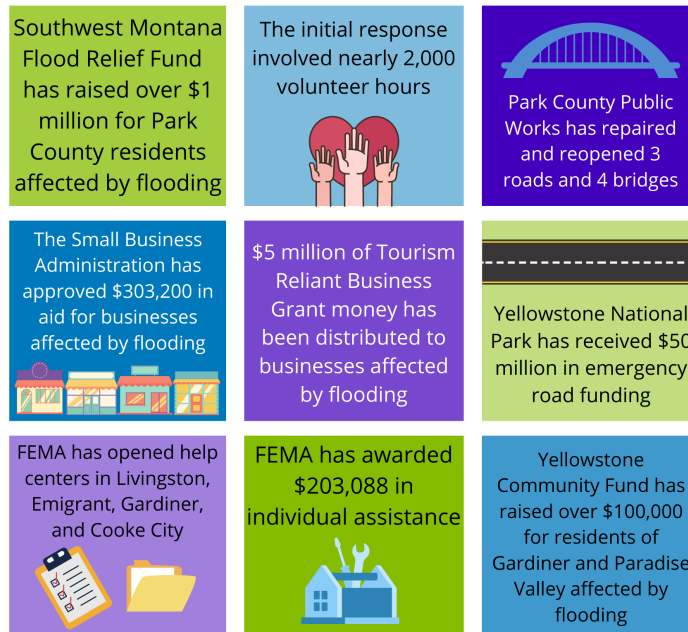 Southwest Montana
Flood Relief Fund
has raised over $1
million for Park
County residents
affected by flooding
The initial response
involved nearly 2,000
volunteer hours
Park County Public
Works has repaired
and reopened 3
roads and 4 bridges
The Small Business
Administration has
approved $303,200 in
aid for businesses
affected by flooding
$5 million of Tourism
Reliant Business
Grant money has
been distributed to
businesses affected
by flooding
Yellowstone National
Park has received $50
million in emergency
road funding
FEMA has opened help
centers in Livingston,
Emigrant, Gardiner,
and Cooke City
FEMA has awarded
$203,088 in
individual assistance
Yellowstone
Community Fund has
raised over $100,000
for residents of
Gardiner and Paradise
Valley affected by
flooding